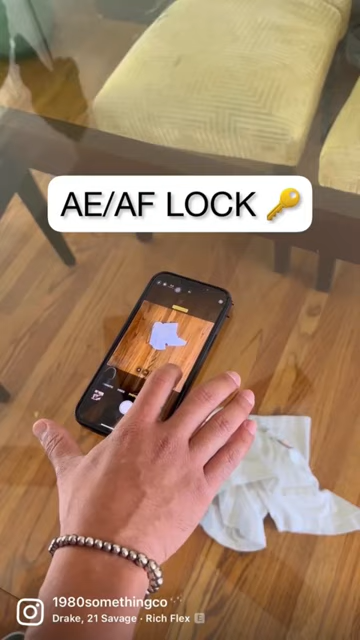 AE/AF LOCK 🔑
1980somethingco
Drake, 21 Savage · Rich Flex E